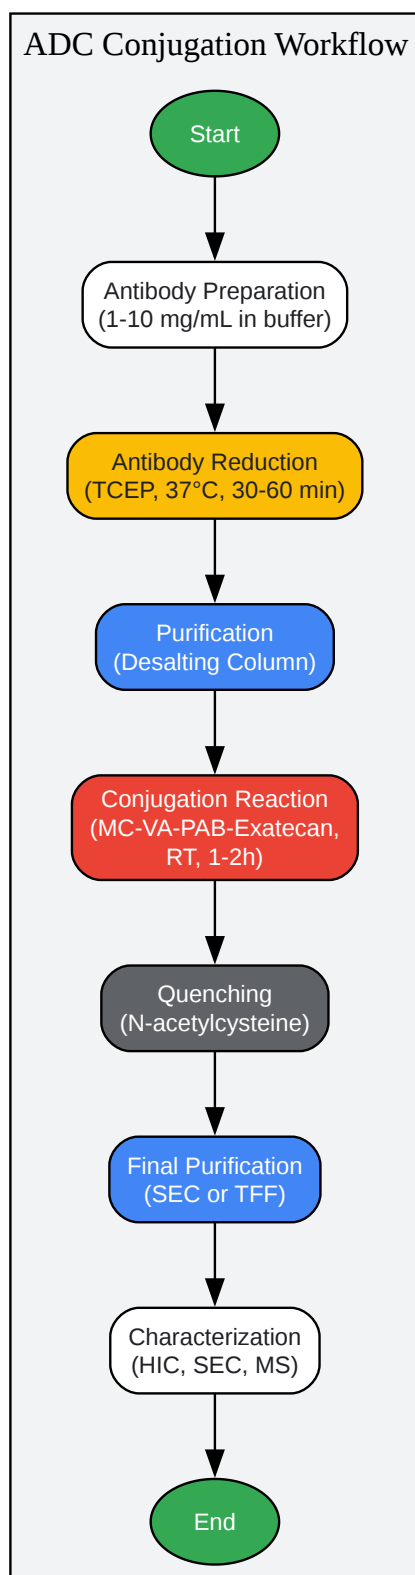 ADC Conjugation Workflow
Start
Antibody Preparation
(1-10 mg/mL in buffer)
Antibody Reduction
(TCEP, 37°C, 30-60 min)
Purification
(Desalting Column)
Conjugation Reaction
(MC-VA-PAB-Exatecan,
RT, 1-2h)
Quenching
(N-acetylcysteine)
Final Purification
(SEC or TFF)
Characterization
(HIC, SEC, MS)
End